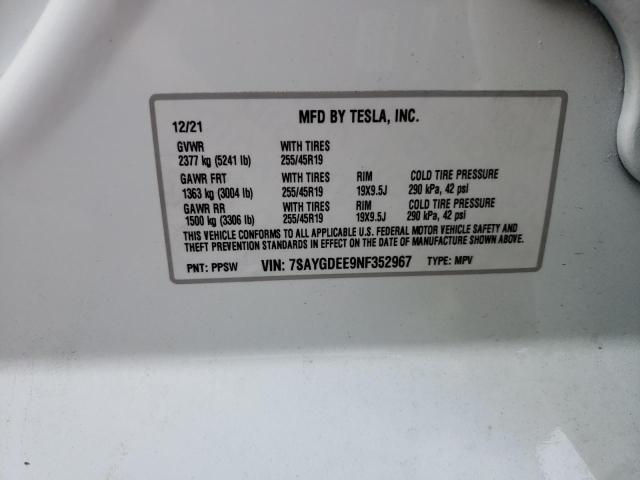 12/21 MFD BY TESLA, INC.
GVWR WITH TIRES
2377 kg (5241 lb) 255/45R19
GAWR FRT WITH TIRES RIM COLD TIRE PRESSURE
1363 kg (3004 lb) 255/45R19 19X9.5J 290 kPa, 42 psi
GAWR RR WITH TIRES RIM COLD TIRE PRESSURE
1500 kg (3306 lb) 255/45R19 19X9.5J 290 kPa, 42 psi
THIS VEHICLE CONFORMS TO ALL APPLICABLE U.S. FEDERAL MOTOR VEHICLE SAFETY AND
THEFT PREVENTION STANDARDS IN EFFECT ON THE DATE OF MANUFACTURE SHOWN ABOVE.
PNT: PPSW VIN: 7SAYGDEE9NF352967 TYPE: MPV